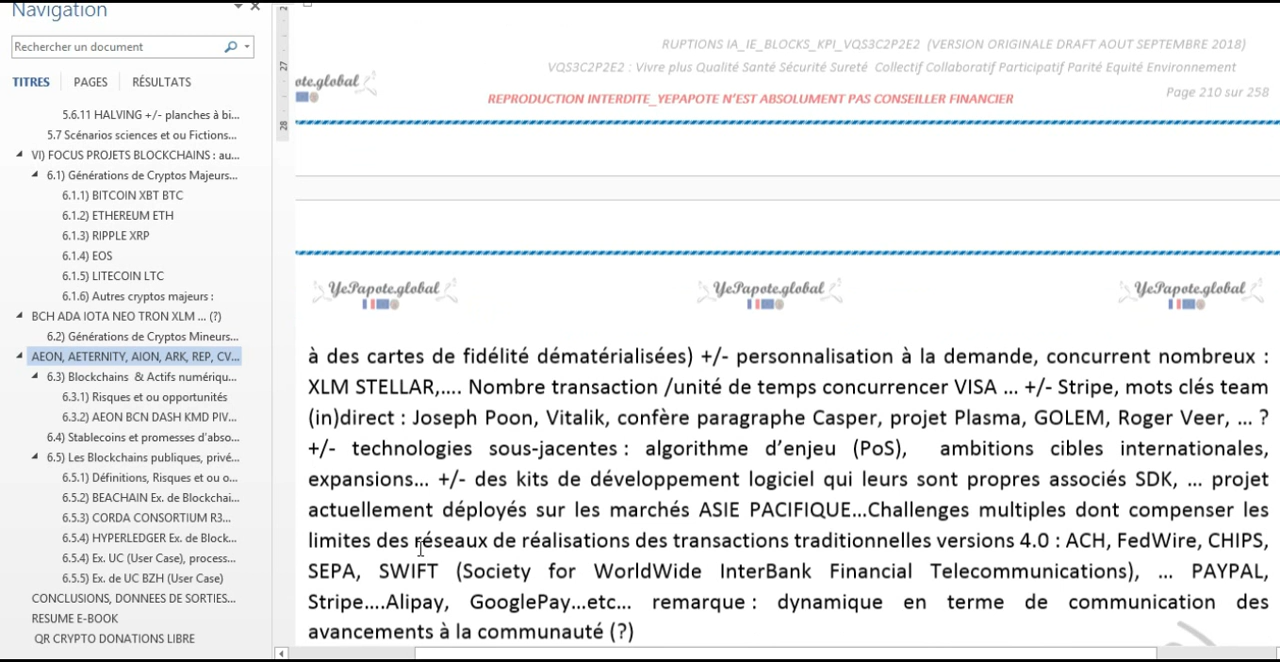 Navigation
Rechercher un document
TITRES PAGES RÉSULTATS
5.6.11 HALVING +/- planches à bi...
5.7 Scénarios sciences et ou Fictions...
VI) FOCUS PROJETS BLOCKCHAINS : au...
6.1) Générations de Cryptos Majeurs...
6.1.1) BITCOIN XBT BTC
6.1.2) ETHEREUM ETH
6.1.3) RIPPLE XRP
6.1.4) EOS
6.1.5) LITECOIN LTC
6.1.6) Autres cryptos majeurs :
BCH ADA IOTA NEO TRON XLM ... (?)
6.2) Générations de Cryptos Mineurs...
AEON, AETERNITY, AION, ARK, REP, CV...
6.3) Blockchains & Actifs numériqu...
6.3.1) Risques et ou opportunités
6.3.2) AEON BCN DASH KMD PIV...
6.4) Stablecoins et promesses d'abso...
6.5) Les Blockchains publiques, privé...
6.5.1) Définitions, Risques et ou o...
6.5.2) BEACHAIN Ex. de Blockchai...
6.5.3) CORDA CONSORTIUM R3...
6.5.4) HYPERLEDGER Ex. de Block...
6.5.4) Ex. UC (User Case), process...
6.5.5) Ex. de UC BZH (User Case)
CONCLUSIONS, DONNEES DE SORTIES...
RESUME E-BOOK
QR CRYPTO DONATIONS LIBRE
27
28
RUPTIONS IA_IE_BLOCKS_KPI_VQS3C2P2E2 (VERSION ORIGINALE DRAFT AOUT SEPTEMBRE 2018)
VQS3C2P2E2 : Vivre plus Qualité Santé Sécurité Sureté Collectif Collaboratif Participatif Parité Equité Environnement
ote.global
Page 210 sur 258
REPRODUCTION INTERDITE_YEPAPOTE N'EST ABSOLUMENT PAS CONSEILLER FINANCIER
YePapote.global YePapote.global YePapote.global
à des cartes de fidélité dématérialisées) +/- personnalisation à la demande, concurrent nombreux :
XLM STELLAR,.... Nombre transaction /unité de temps concurrencer VISA ... +/- Stripe, mots clés team
(in)direct : Joseph Poon, Vitalik, confère paragraphe Casper, projet Plasma, GOLEM, Roger Veer, ... ?
+/- technologies sous-jacentes : algorithme d'enjeu (PoS), ambitions cibles internationales,
expansions... +/- des kits de développement logiciel qui leurs sont propres associés SDK, ... projet
actuellement déployés sur les marchés ASIE PACIFIQUE...Challenges multiples dont compenser les
limites des réseaux de réalisations des transactions traditionnelles versions 4.0 : ACH, FedWire, CHIPS,
SEPA, SWIFT (Society for WorldWide InterBank Financial Telecommunications), ... PAYPAL,
Stripe....Alipay, GooglePay...etc... remarque : dynamique en terme de communication des
avancements à la communauté (?)